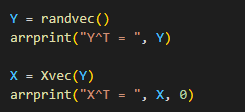 Y = randvec()
arrprint("Y^T = ", Y)
X = Xvec(Y)
arrprint("X^T = ", X, 0)